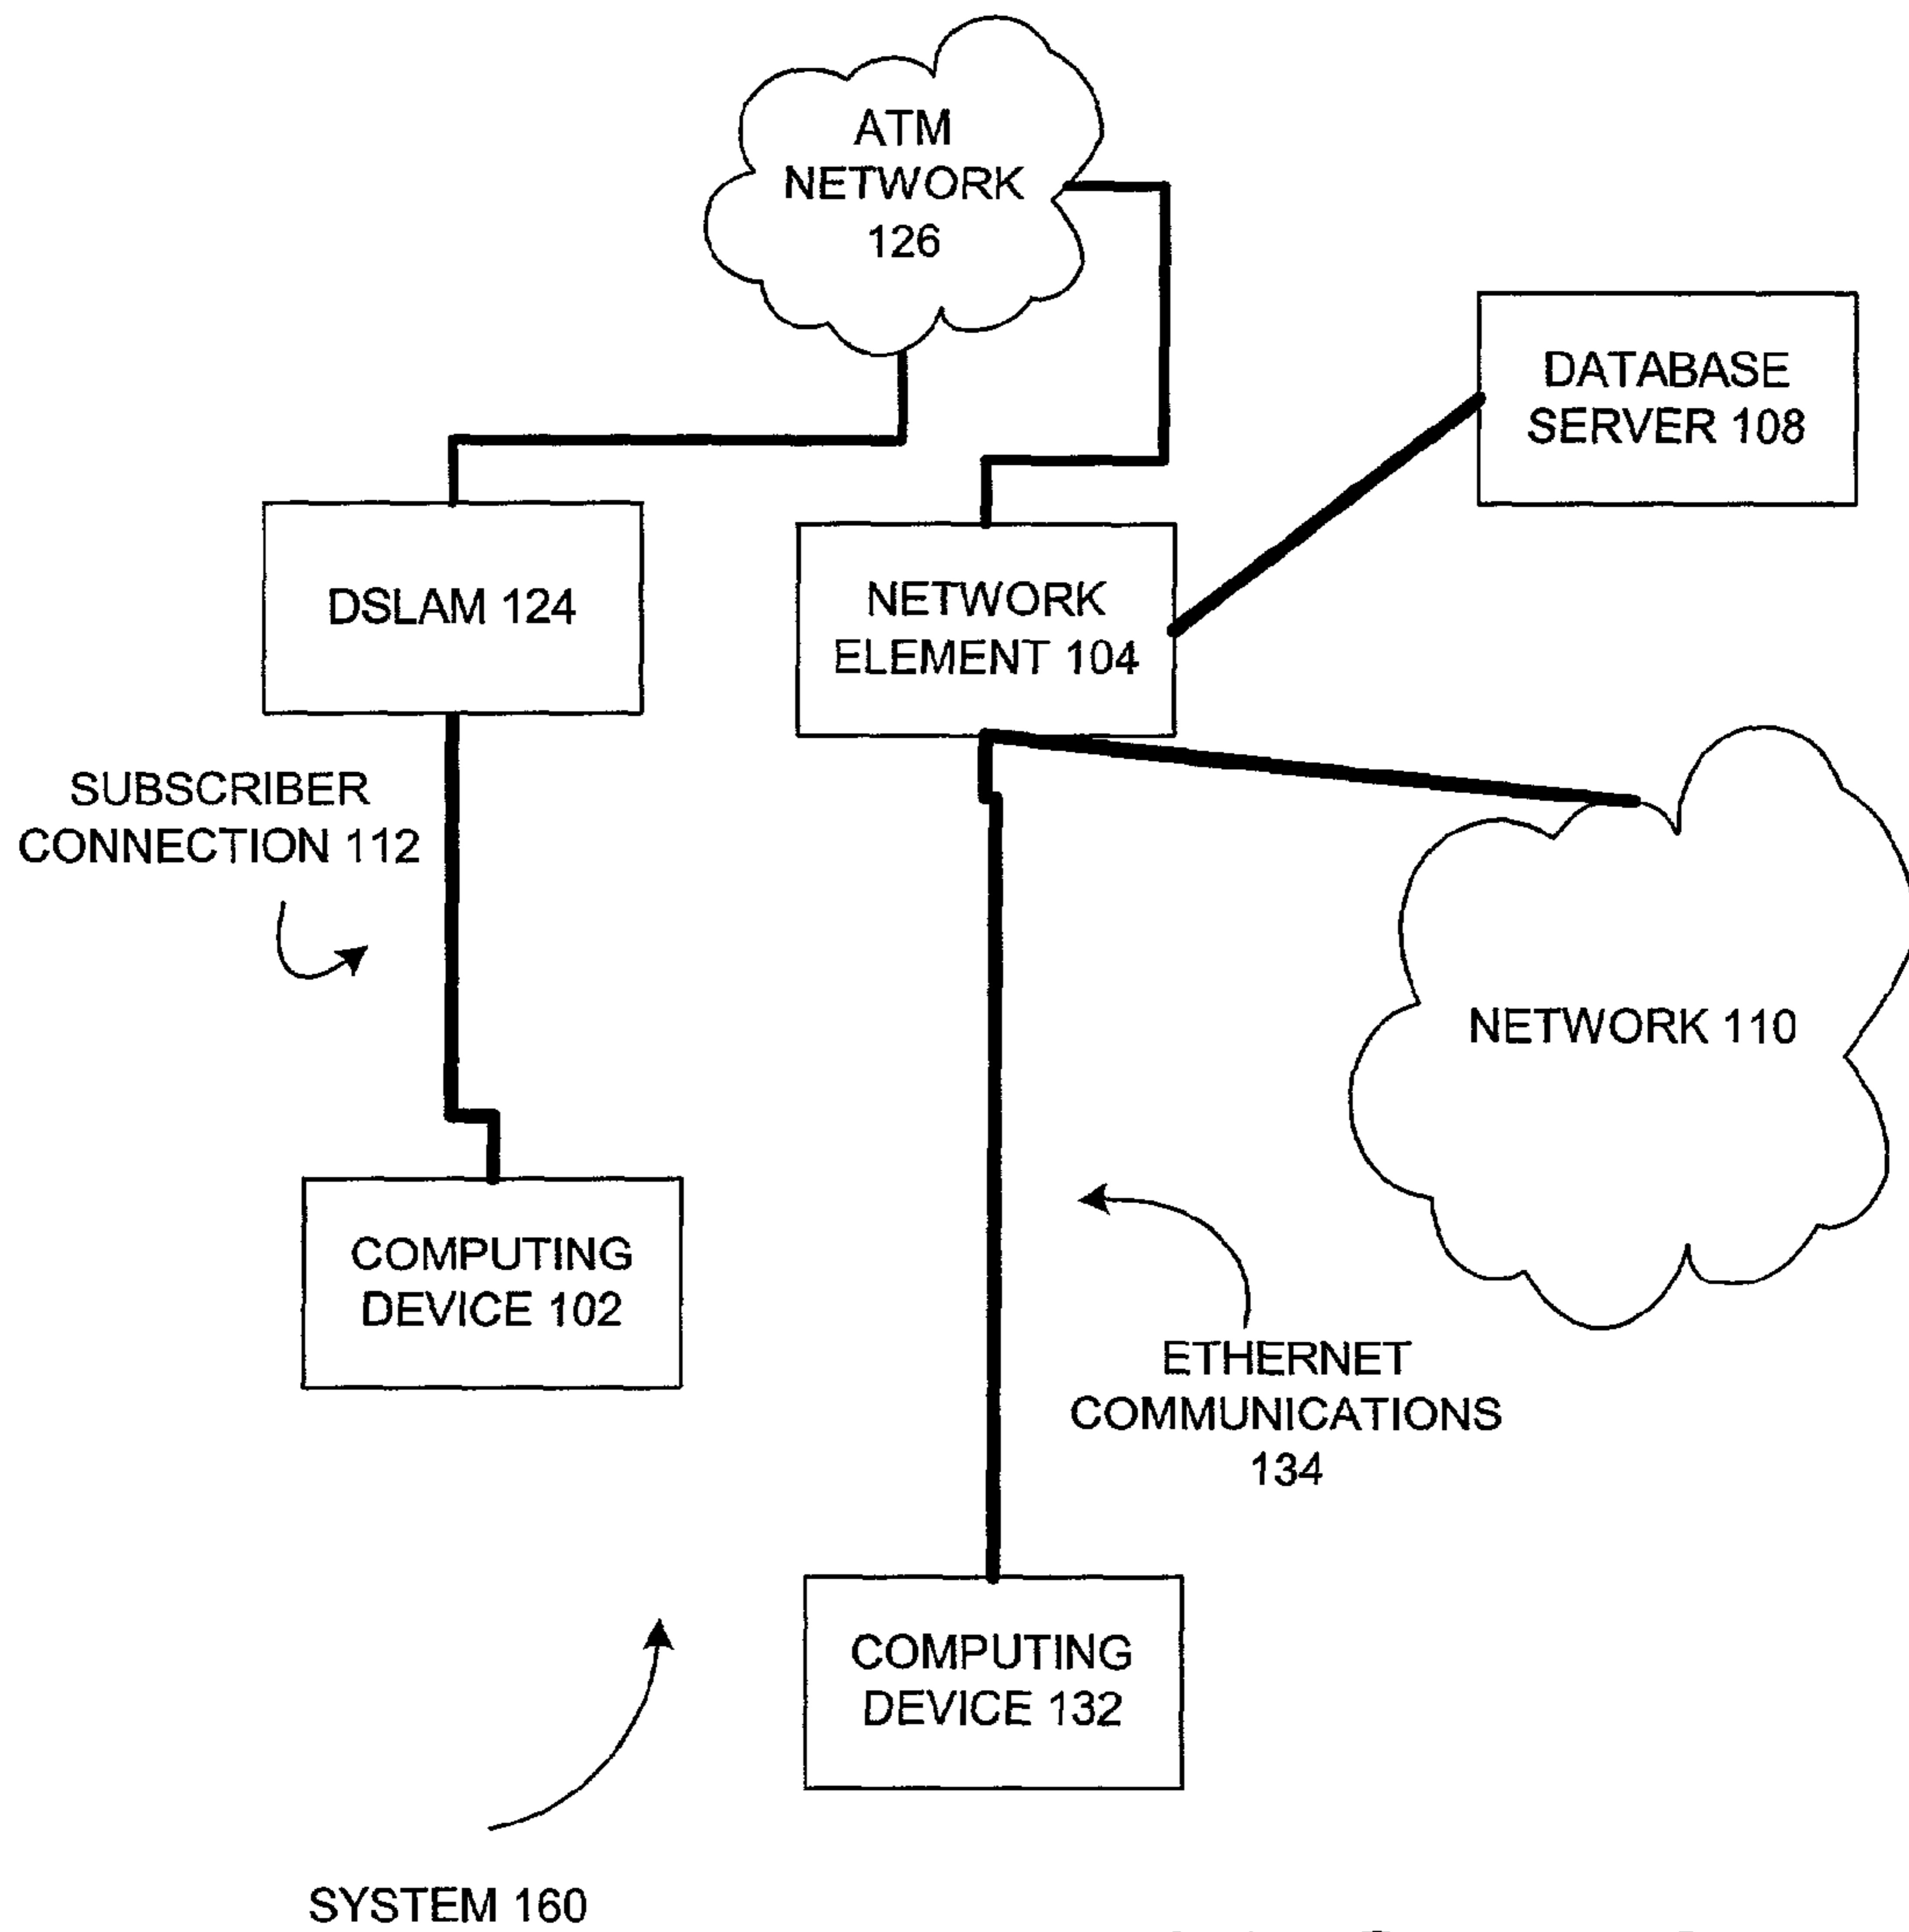 ATM
NETWORK
126
DATABASE
SERVER 108
DSLAM 124
NETWORK
ELEMENT 104
SUBSCRIBER
CONNECTION 112
NETWORK 110
COMPUTING
DEVICE 102
ETHERNET
COMMUNICATIONS
134
COMPUTING
DEVICE 132
SYSTEM 160